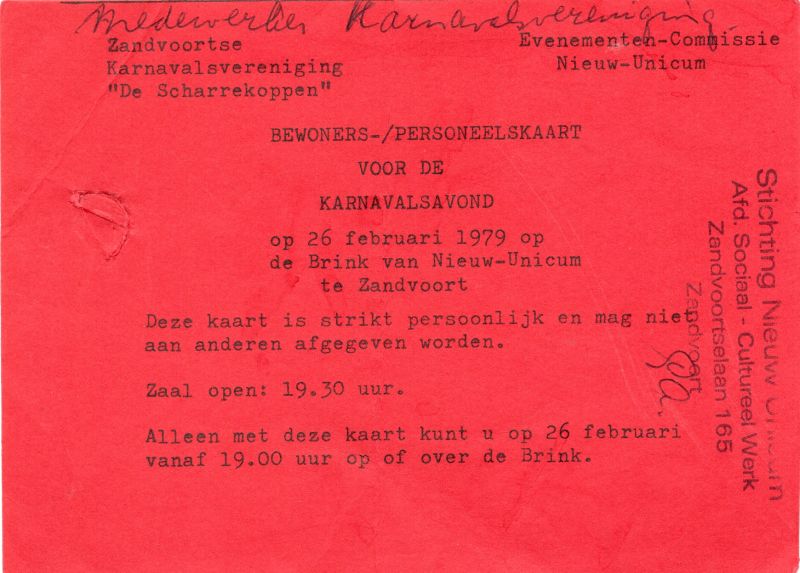 Medewerker Karnavalsvereniging
Zandvoortse
Karnavalsvereniging
"De Scharrekoppen"
Evenementen-Commissie
Nieuw-Unicum
BEWONERS-/PERSONEELSKAART
VOOR DE
KARNAVALSAVOND
op 26 februari 1979 op
de Brink van Nieuw-Unicum
te Zandvoort
Deze kaart is strikt persoonlijk en mag niet
aan anderen afgegeven worden.
Zaal open: 19.30 uur.
Alleen met deze kaart kunt u op 26 februari
vanaf 19.00 uur op of over de Brink.
Stichting Nieuw Unicum
Afd. Sociaal - Cultureel Werk
Zandvoortselaan 165
Zandvoort